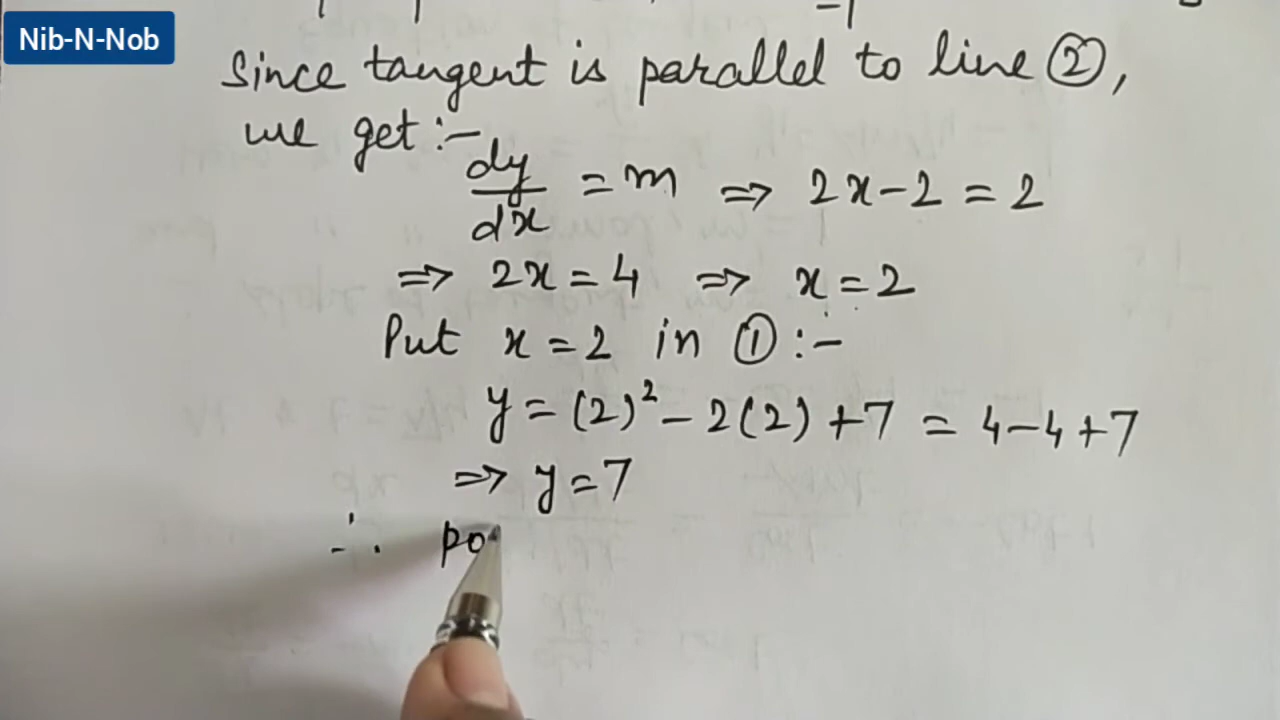 Nib-N-Nob
Since tangent is parallel to line ②,
we get :-
dy/dx = m ⇒ 2x-2 = 2
⇒ 2x = 4 ⇒ x = 2
Put x = 2 in ① :-
y = (2)² - 2(2) + 7 = 4-4+7
⇒ y = 7
∴ po